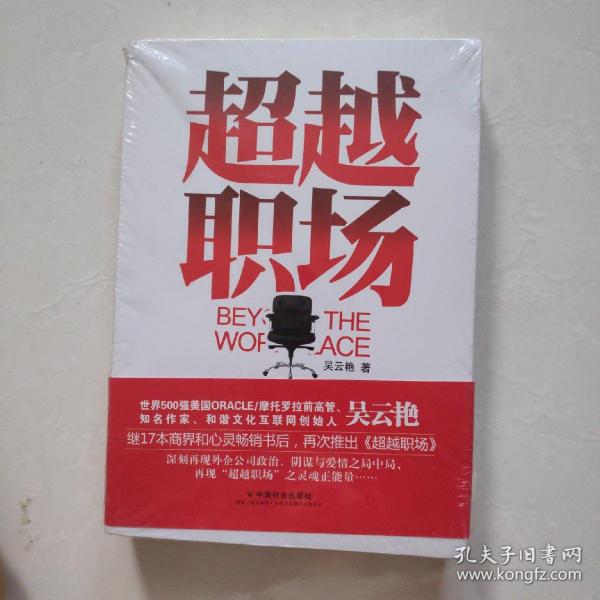 超越
职场
BEYO THE
WOR ACE
吴云艳 著
世界500强美国ORACLE/摩托罗拉前高管、
知名作家、和谐文化互联网创始人 吴云艳
继17本商界和心灵畅销书后，再次推出《超越职场》
深刻再现外企公司政治、阴谋与爱情之局中局，
再现“超越职场”之灵魂正能量……
中国社会出版社
孔夫子旧书网
www.kongfz.com